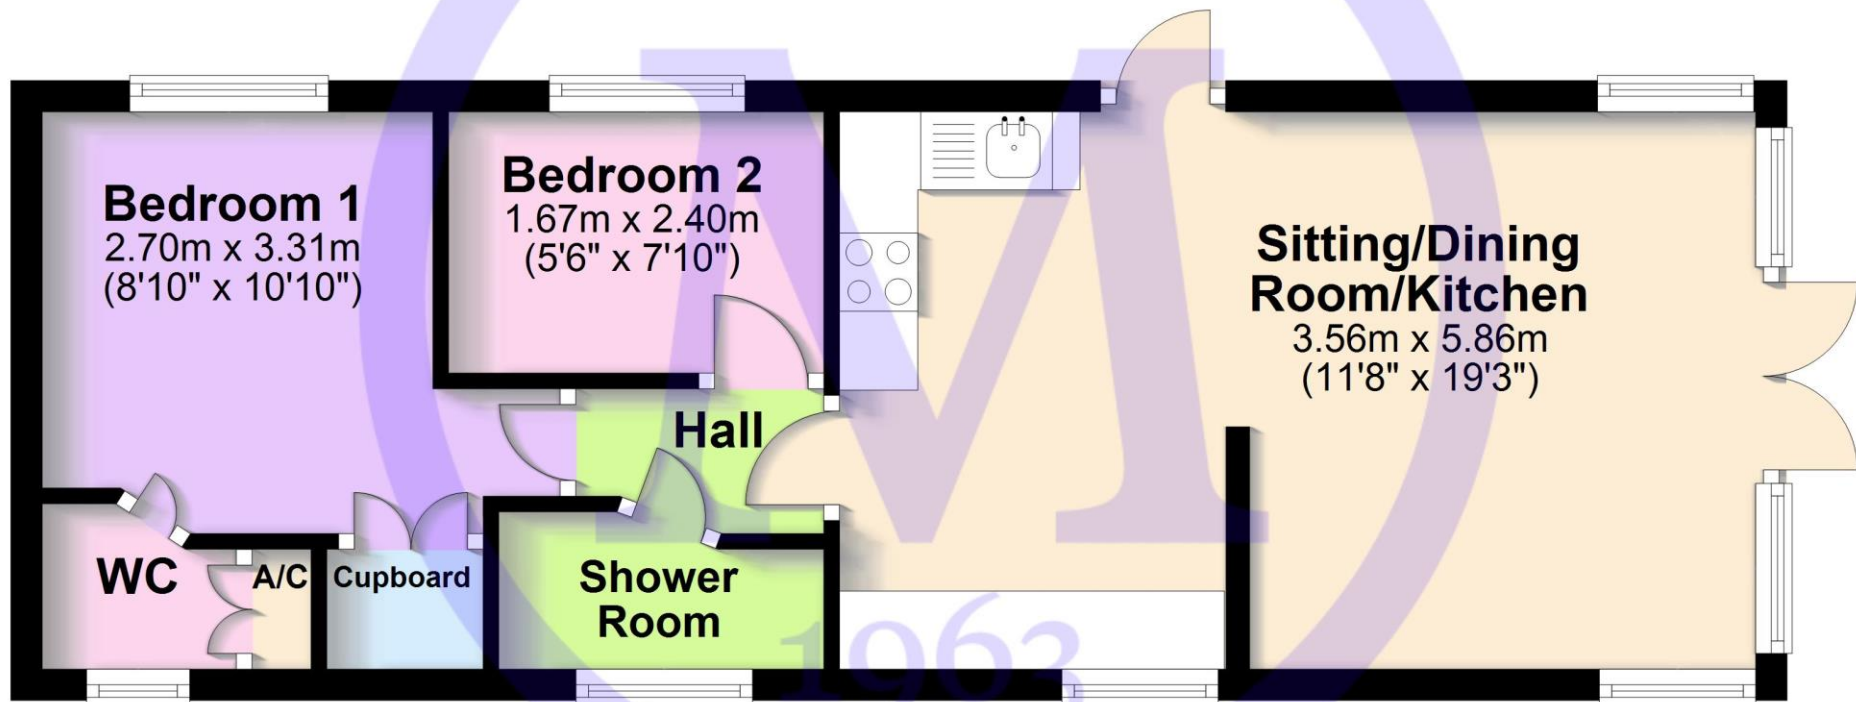 Bedroom 1
2.70m x 3.31m
(8'10" x 10'10")
Bedroom 2
1.67m x 2.40m
(5'6" x 7'10")
Sitting/Dining
Room/Kitchen
3.56m x 5.86m
(11'8" x 19'3")
Hall
WC
A/C
Cupboard
Shower
Room
M
1963